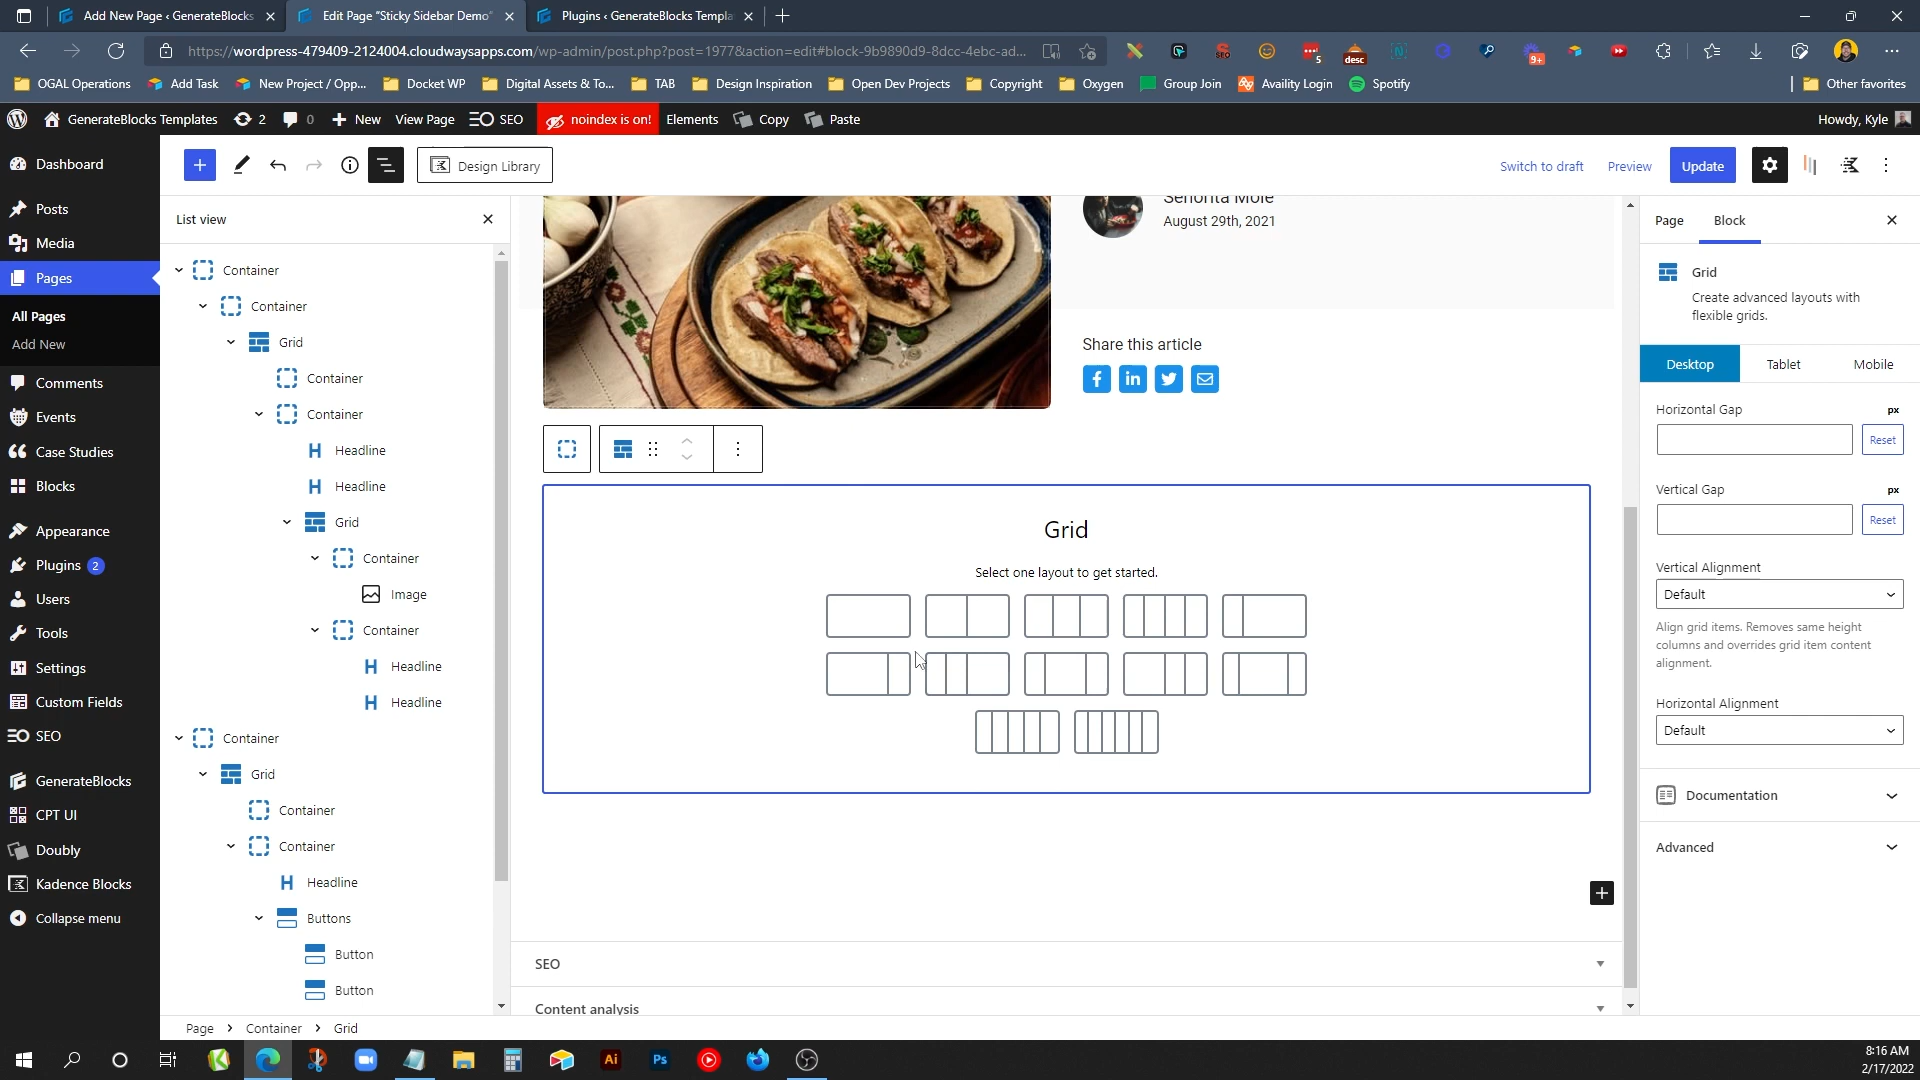 Add New Page ‹ GenerateBlocks
Edit Page "Sticky Sidebar Demo"
Plugins ‹ GenerateBlocks Templa
https://wordpress-479409-2124004.cloudwaysapps.com/wp-admin/post.php?post=1977&action=edit#block-9b9890d9-8dcc-4ebc-ad...
SEO
5
desc
9+
OGAL Operations
Add Task
New Project / Opp...
Docket WP
Digital Assets & To...
TAB
Design Inspiration
Open Dev Projects
Copyright
Oxygen
Group Join
Availity Login
Spotify
Other favorites
GenerateBlocks Templates
2
0
New
View Page
SEO
noindex is on!
Elements
Copy
Paste
Howdy, Kyle
Dashboard
Posts
Media
Pages
All Pages
Add New
Comments
Events
Case Studies
Blocks
Appearance
Plugins 2
Users
Tools
Settings
Custom Fields
SEO
GenerateBlocks
CPT UI
Doubly
Kadence Blocks
Collapse menu
Design Library
Switch to draft
Preview
Update
List view
Container
Container
Grid
Container
Container
Headline
Headline
Grid
Container
Image
Container
Headline
Headline
Container
Grid
Container
Container
Headline
Buttons
Button
Button
Señorita Mole
August 29th, 2021
Share this article
Grid
Select one layout to get started.
SEO
Content analysis
Page
Block
Grid
Create advanced layouts with
flexible grids.
Desktop
Tablet
Mobile
Horizontal Gap
px
Reset
Vertical Gap
px
Reset
Vertical Alignment
Default
Align grid items. Removes same height
columns and overrides grid item content
alignment.
Horizontal Alignment
Default
Documentation
Advanced
Page › Container › Grid
Ai
Ps
8:16 AM
2/17/2022